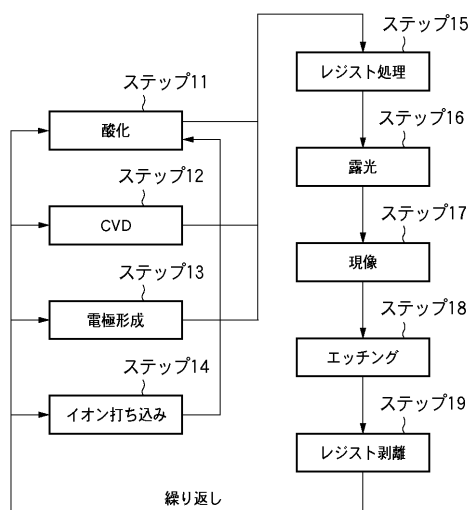 ステップ11
酸化
ステップ12
CVD
ステップ13
電極形成
ステップ14
イオン打ち込み
ステップ15
レジスト処理
ステップ16
露光
ステップ17
現像
ステップ18
エッチング
ステップ19
レジスト剥離
繰り返し